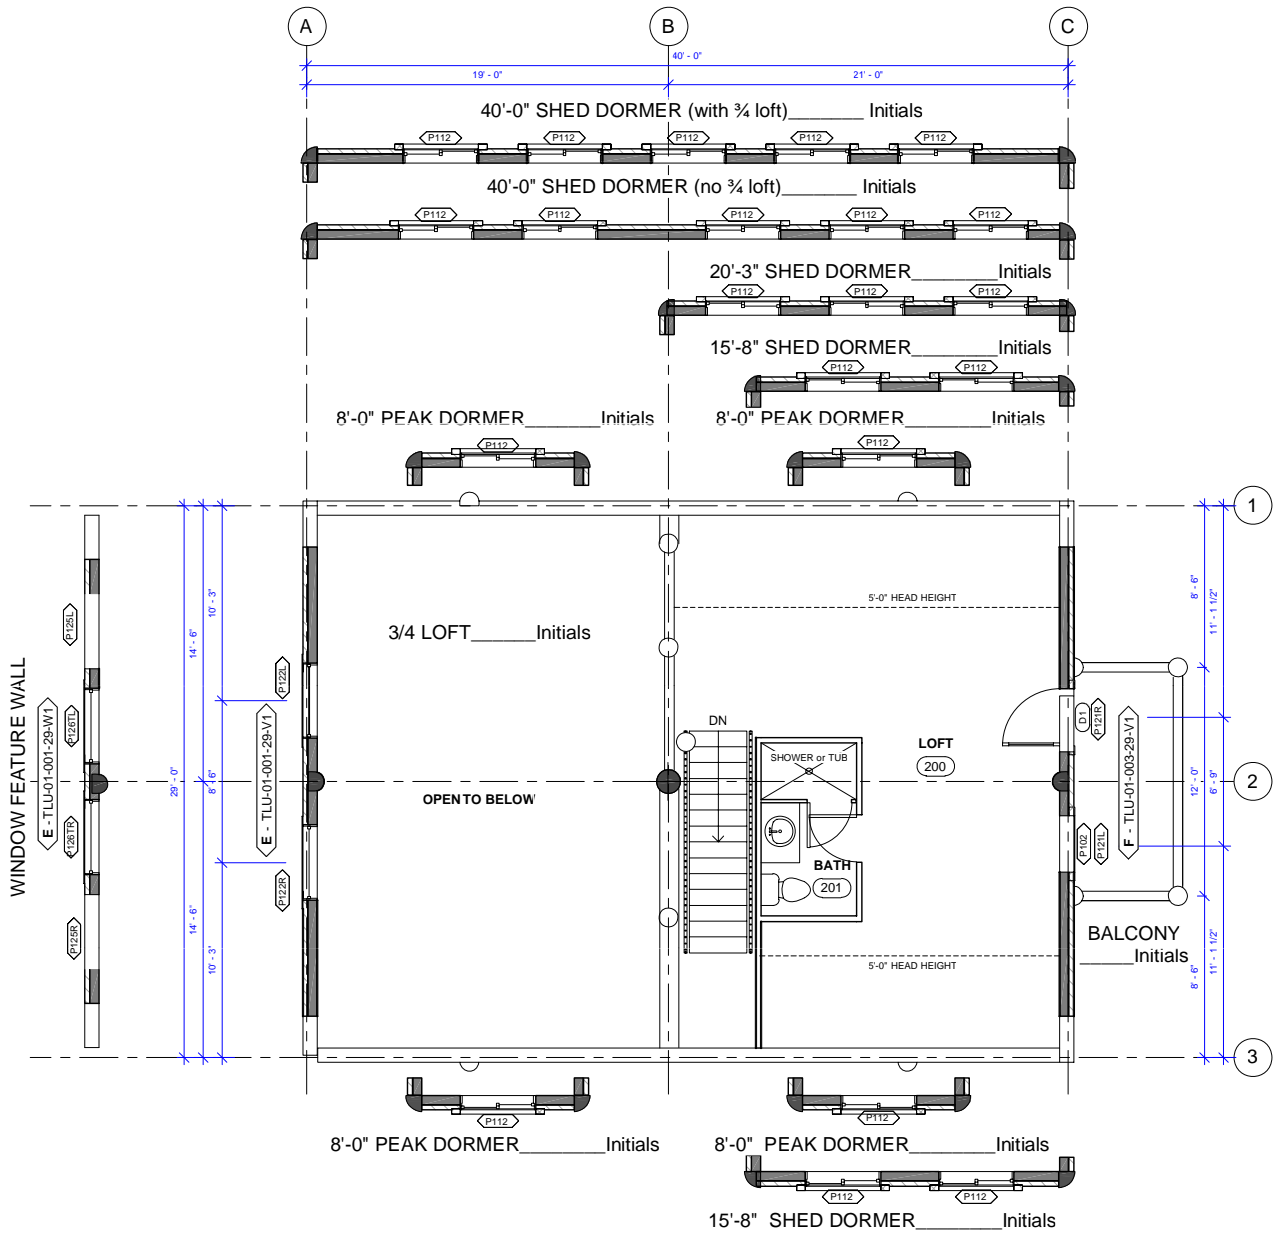 A B C
40' - 0"
19' - 0" 21' - 0"
40'-0" SHED DORMER (with ¾ loft)_______ Initials
P112 P112 P112 P112 P112
40'-0" SHED DORMER (no ¾ loft)_______ Initials
P112 P112 P112 P112 P112
20'-3" SHED DORMER________Initials
P112 P112 P112
15'-8" SHED DORMER________Initials
P112 P112
8'-0" PEAK DORMER_______Initials
8'-0" PEAK DORMER________Initials
P112 P112
1
2
3
WINDOW FEATURE WALL
P125L
P126TL
E - TLU-01-001-29-W1
P126TR
P125R
29' - 0"
14' - 6"
14' - 6"
10' - 3"
8' - 6"
10' - 3"
P122L
E - TLU-01-001-29-V1
P122R
3/4 LOFT______Initials
OPEN TO BELOW
5'-0" HEAD HEIGHT
DN
SHOWER or TUB
LOFT
200
BATH
201
5'-0" HEAD HEIGHT
D1
P121R
F - TLU-01-003-29-V1
P102
P121L
BALCONY
_____Initials
8' - 6"
12' - 0"
8' - 6"
11' - 1 1/2"
6' - 9"
11' - 1 1/2"
P112 P112
8'-0" PEAK DORMER________Initials
8'-0" PEAK DORMER________Initials
P112 P112
15'-8" SHED DORMER________Initials